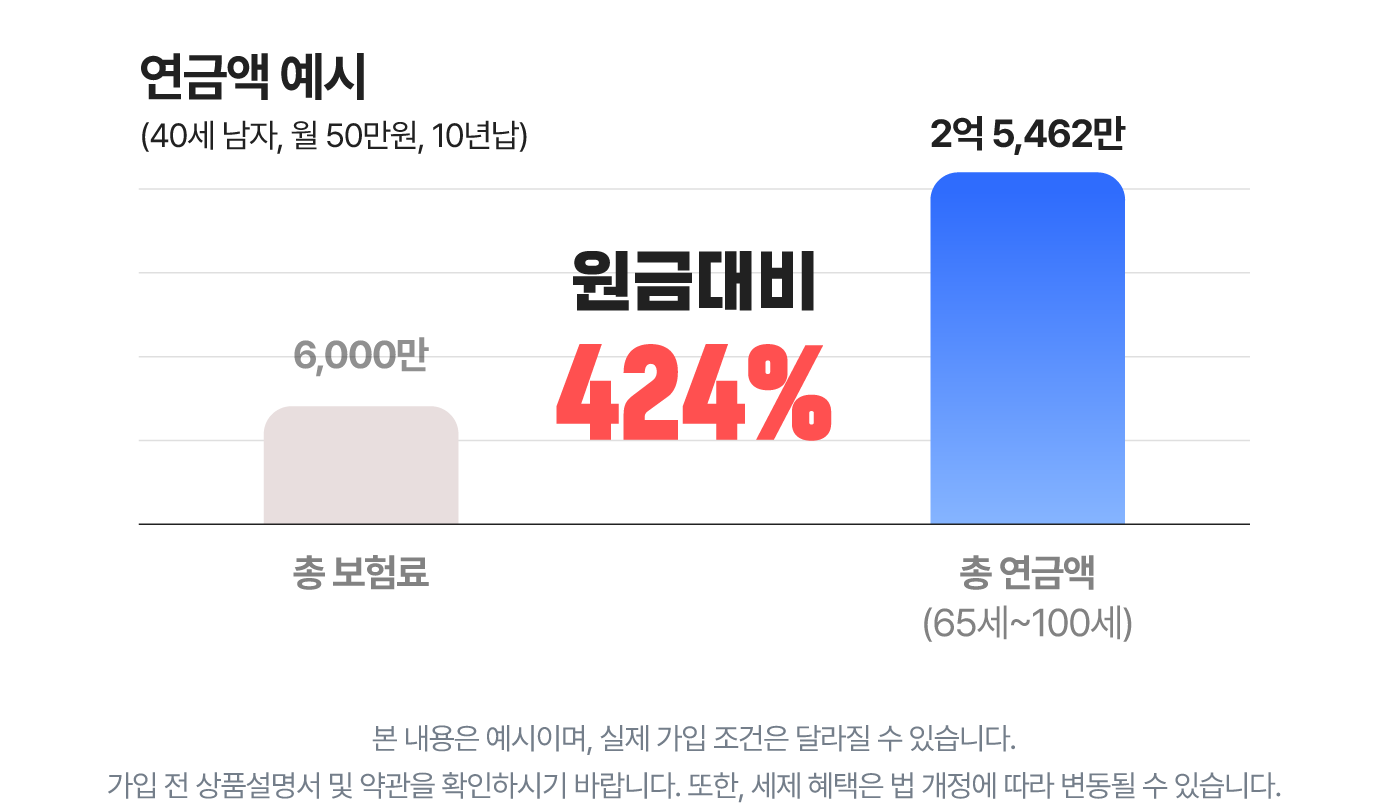 연금액 예시
(40세 남자, 월 50만원, 10년납)
2억 5,462만
원금대비
424%
6,000만
총 보험료
총 연금액
(65세~100세)
본 내용은 예시이며, 실제 가입 조건은 달라질 수 있습니다.
가입 전 상품설명서 및 약관을 확인하시기 바랍니다. 또한, 세제 혜택은 법 개정에 따라 변동될 수 있습니다.